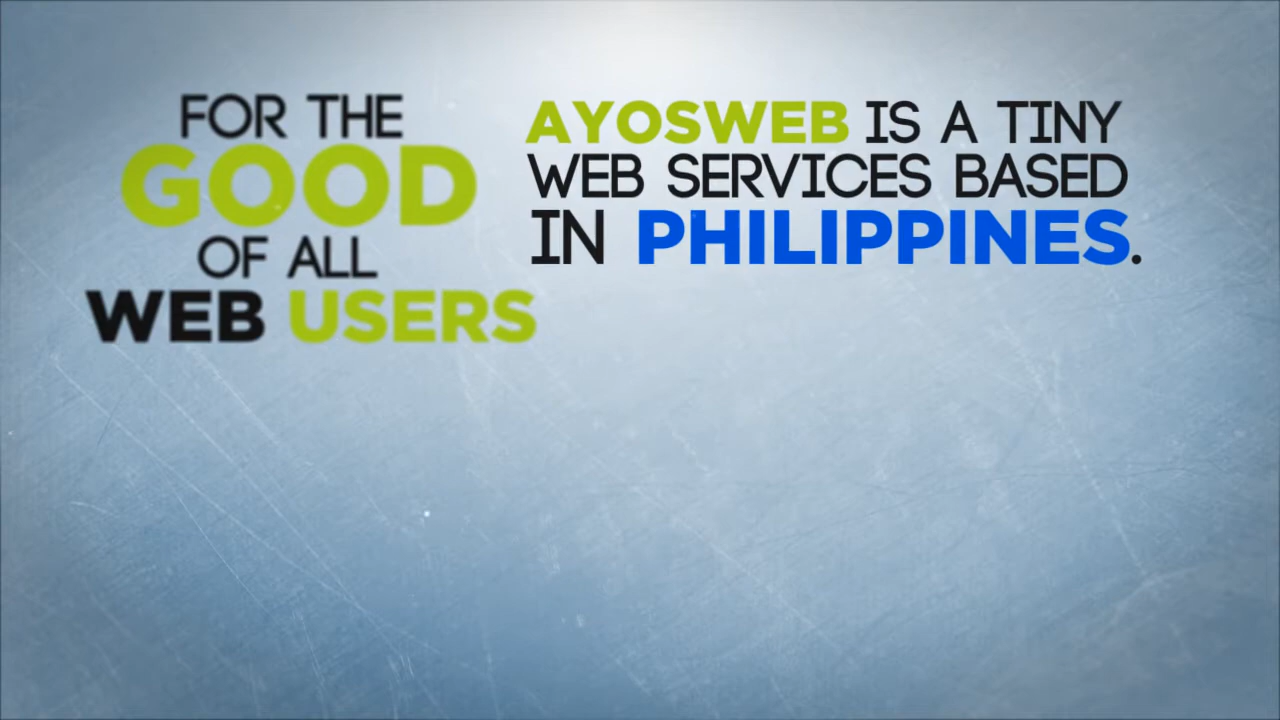 FOR THE
GOOD
OF ALL
WEB USERS
AYOSWEB IS A TINY
WEB SERVICES BASED
IN PHILIPPINES.